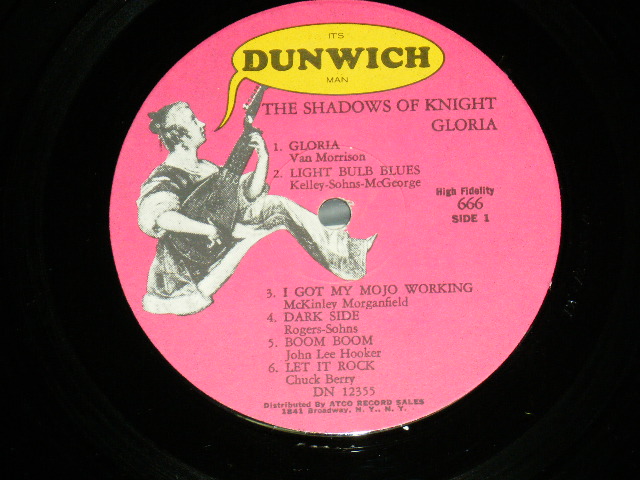 IT'S
DUNWICH
MAN
THE SHADOWS OF KNIGHT
GLORIA
1. GLORIA
Van Morrison
2. LIGHT BULB BLUES
Kelley-Sohns-McGeorge
High Fidelity
666
SIDE 1
3. I GOT MY MOJO WORKING
McKinley Morganfield
4. DARK SIDE
Rogers-Sohns
5. BOOM BOOM
John Lee Hooker
6. LET IT ROCK
Chuck Berry
DN 12355
Distributed By ATCO RECORD SALES
1841 Broadway, N. Y., N. Y.